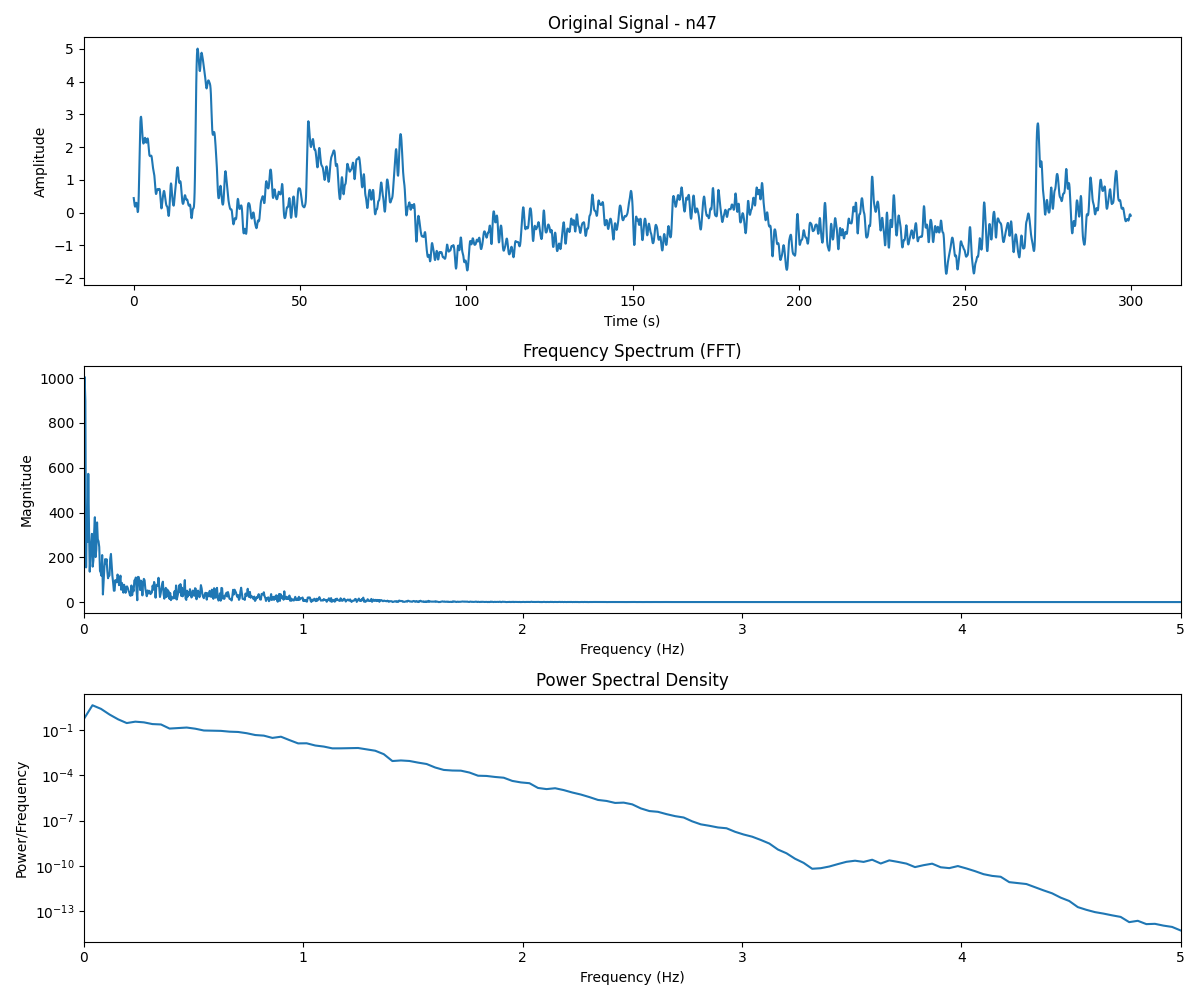 Original Signal - n47
Amplitude
5
4
3
2
1
0
−1
−2
0 50 100 150 200 250 300
Time (s)
Frequency Spectrum (FFT)
Magnitude
1000
800
600
400
200
0
0 1 2 3 4 5
Frequency (Hz)
Power Spectral Density
Power/Frequency
10⁻¹
10⁻⁴
10⁻⁷
10⁻¹⁰
10⁻¹³
0 1 2 3 4 5
Frequency (Hz)